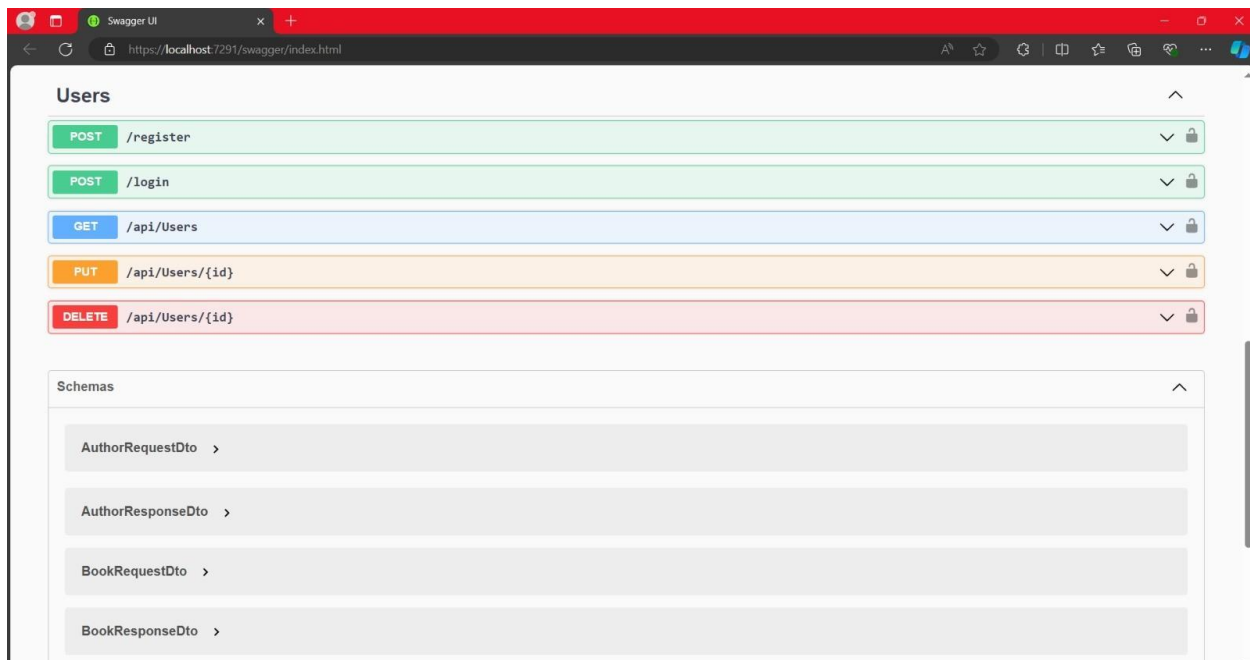 Swagger UI
https://localhost:7291/swagger/index.html
Users
POST /register
POST /login
GET /api/Users
PUT /api/Users/{id}
DELETE /api/Users/{id}
Schemas
AuthorRequestDto
AuthorResponseDto
BookRequestDto
BookResponseDto